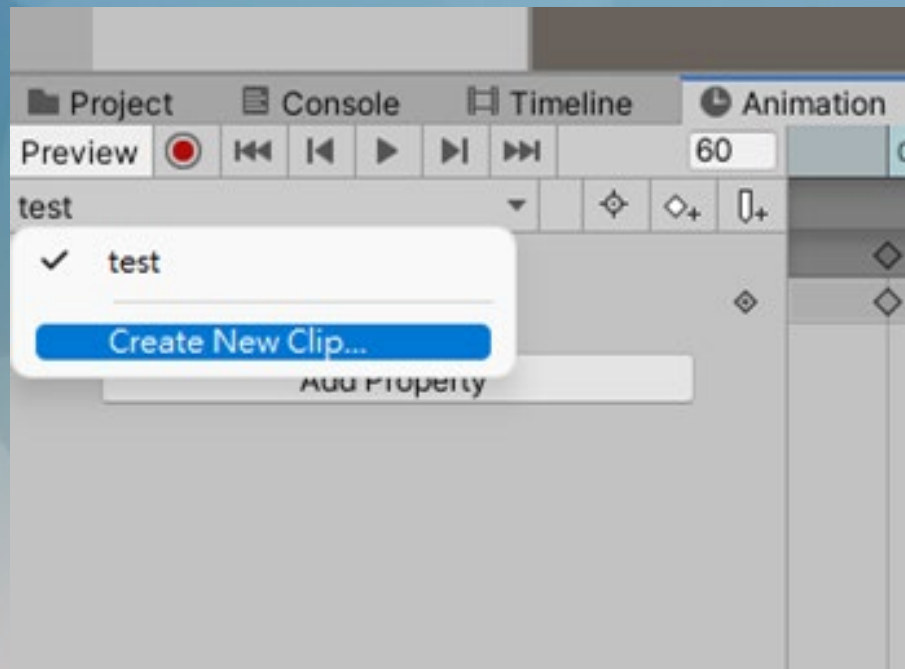 Project Console Timeline Animation
Preview 60
test
test
Create New Clip...
Add Property